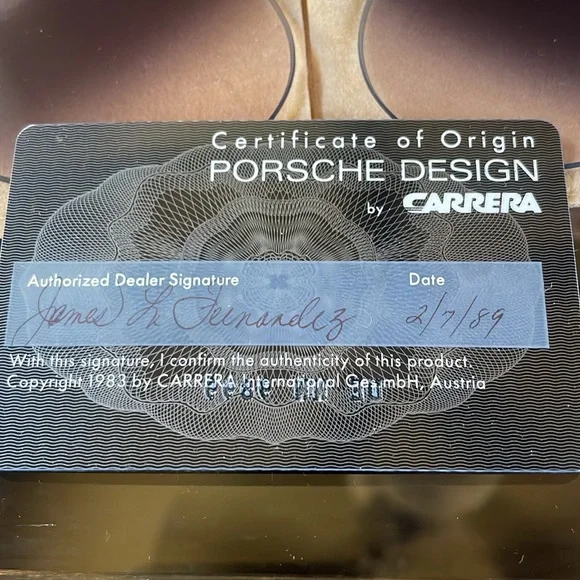 Certificate of Origin
PORSCHE DESIGN
by CARRERA
Authorized Dealer Signature Date
James L. Fernandez 2/7/89
With this signature, I confirm the authenticity of this product.
Copyright 1983 by CARRERA International Ges.mbH, Austria